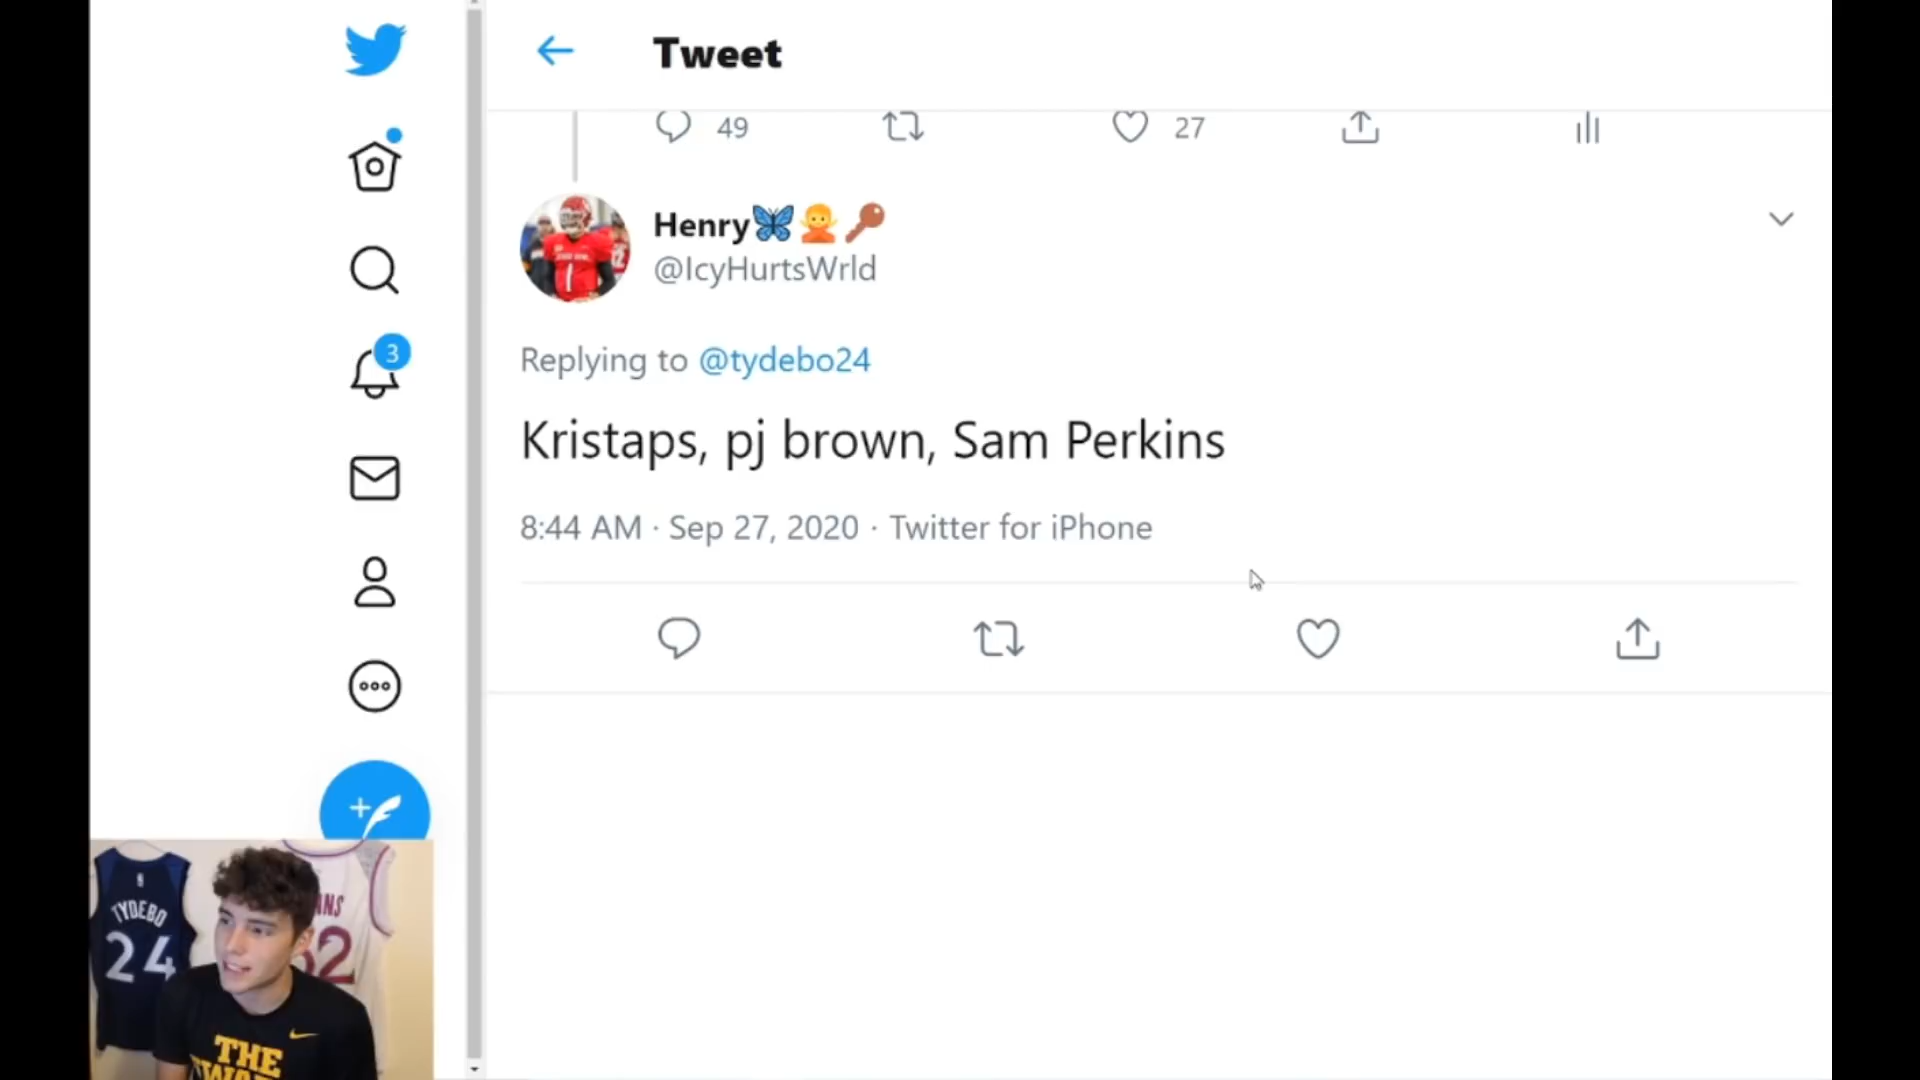 Tweet
49
27
Henry
@IcyHurtsWrld
Replying to @tydebo24
Kristaps, pj brown, Sam Perkins
8:44 AM · Sep 27, 2020 · Twitter for iPhone
3
TYDEBO
24
THE